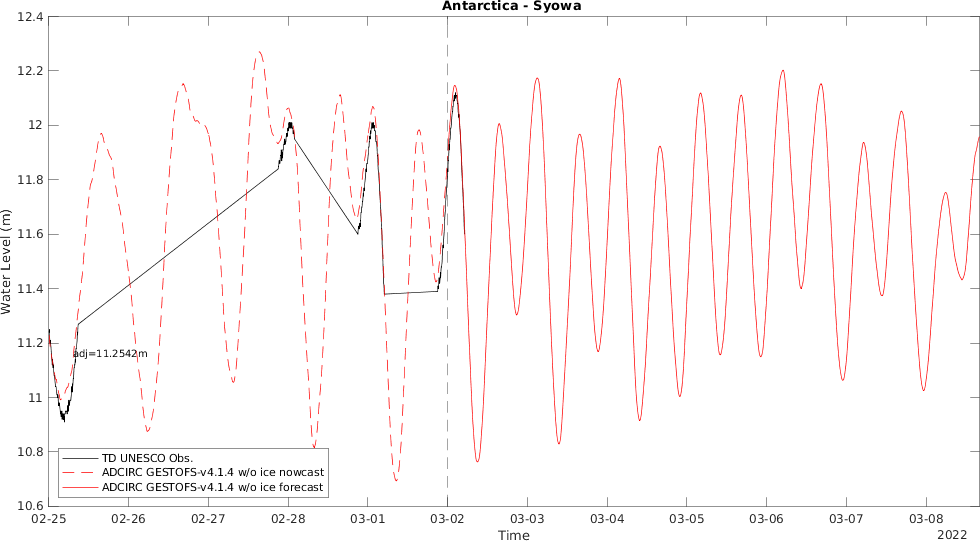 Antarctica - Syowa
12.4
12.2
12
11.8
11.6
11.4
11.2
11
10.8
10.6
Water Level (m)
adj=11.2542m
TD UNESCO Obs.
ADCIRC GESTOFS-v4.1.4 w/o ice nowcast
ADCIRC GESTOFS-v4.1.4 w/o ice forecast
02-25 02-26 02-27 02-28 03-01 03-02 03-03 03-04 03-05 03-06 03-07 03-08
Time
2022